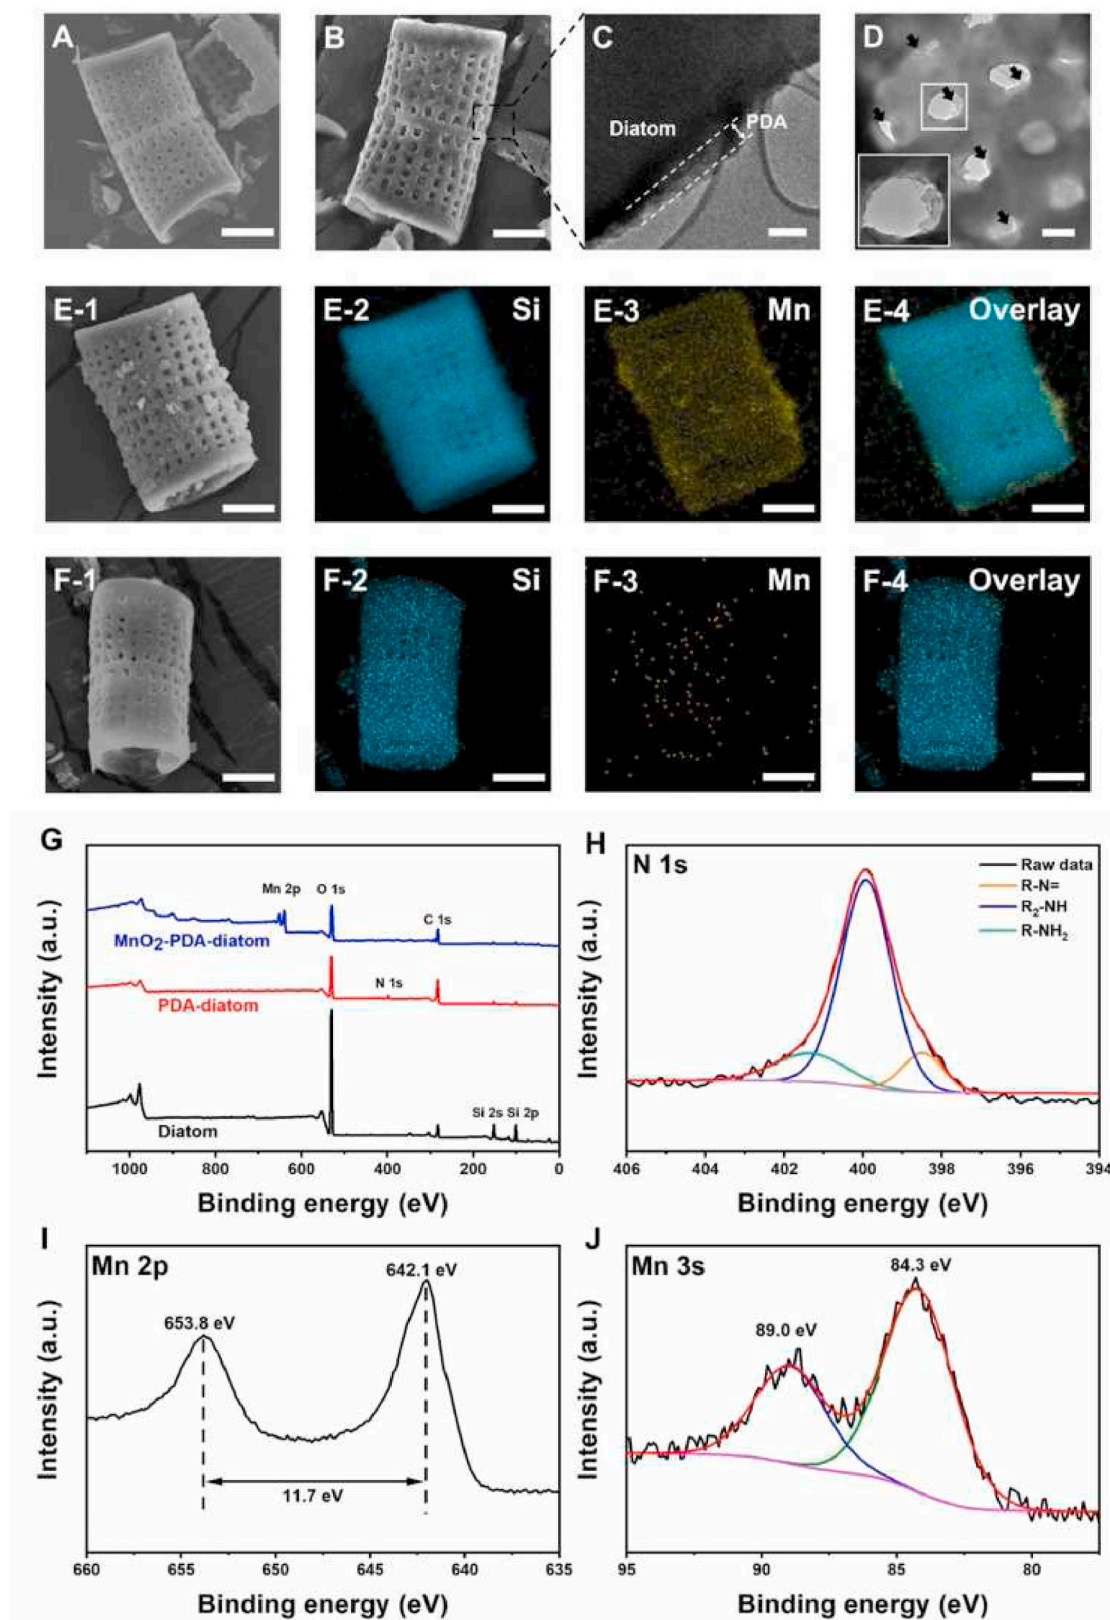 A
B
C
Diatom
PDA
D
E-1
E-2 Si
E-3 Mn
E-4 Overlay
F-1
F-2 Si
F-3 Mn
F-4 Overlay
G
Intensity (a.u.)
Mn 2p
O 1s
C 1s
MnO₂-PDA-diatom
N 1s
PDA-diatom
Si 2s Si 2p
Diatom
1000 800 600 400 200 0
Binding energy (eV)
H
Intensity (a.u.)
N 1s
Raw data
R-N=
R₂-NH
R-NH₂
406 404 402 400 398 396 394
Binding energy (eV)
I
Intensity (a.u.)
Mn 2p
653.8 eV
642.1 eV
11.7 eV
660 655 650 645 640 635
Binding energy (eV)
J
Intensity (a.u.)
Mn 3s
84.3 eV
89.0 eV
95 90 85 80
Binding energy (eV)